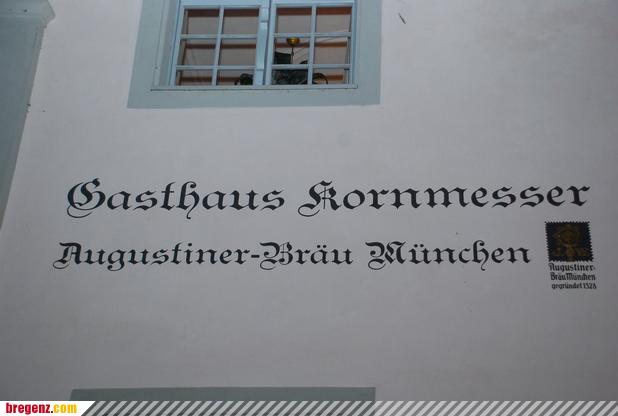 Gasthaus Kornmesser
Augustiner-Bräu München
Augustiner-
Bräu München
gegründet 1328
bregenz.com